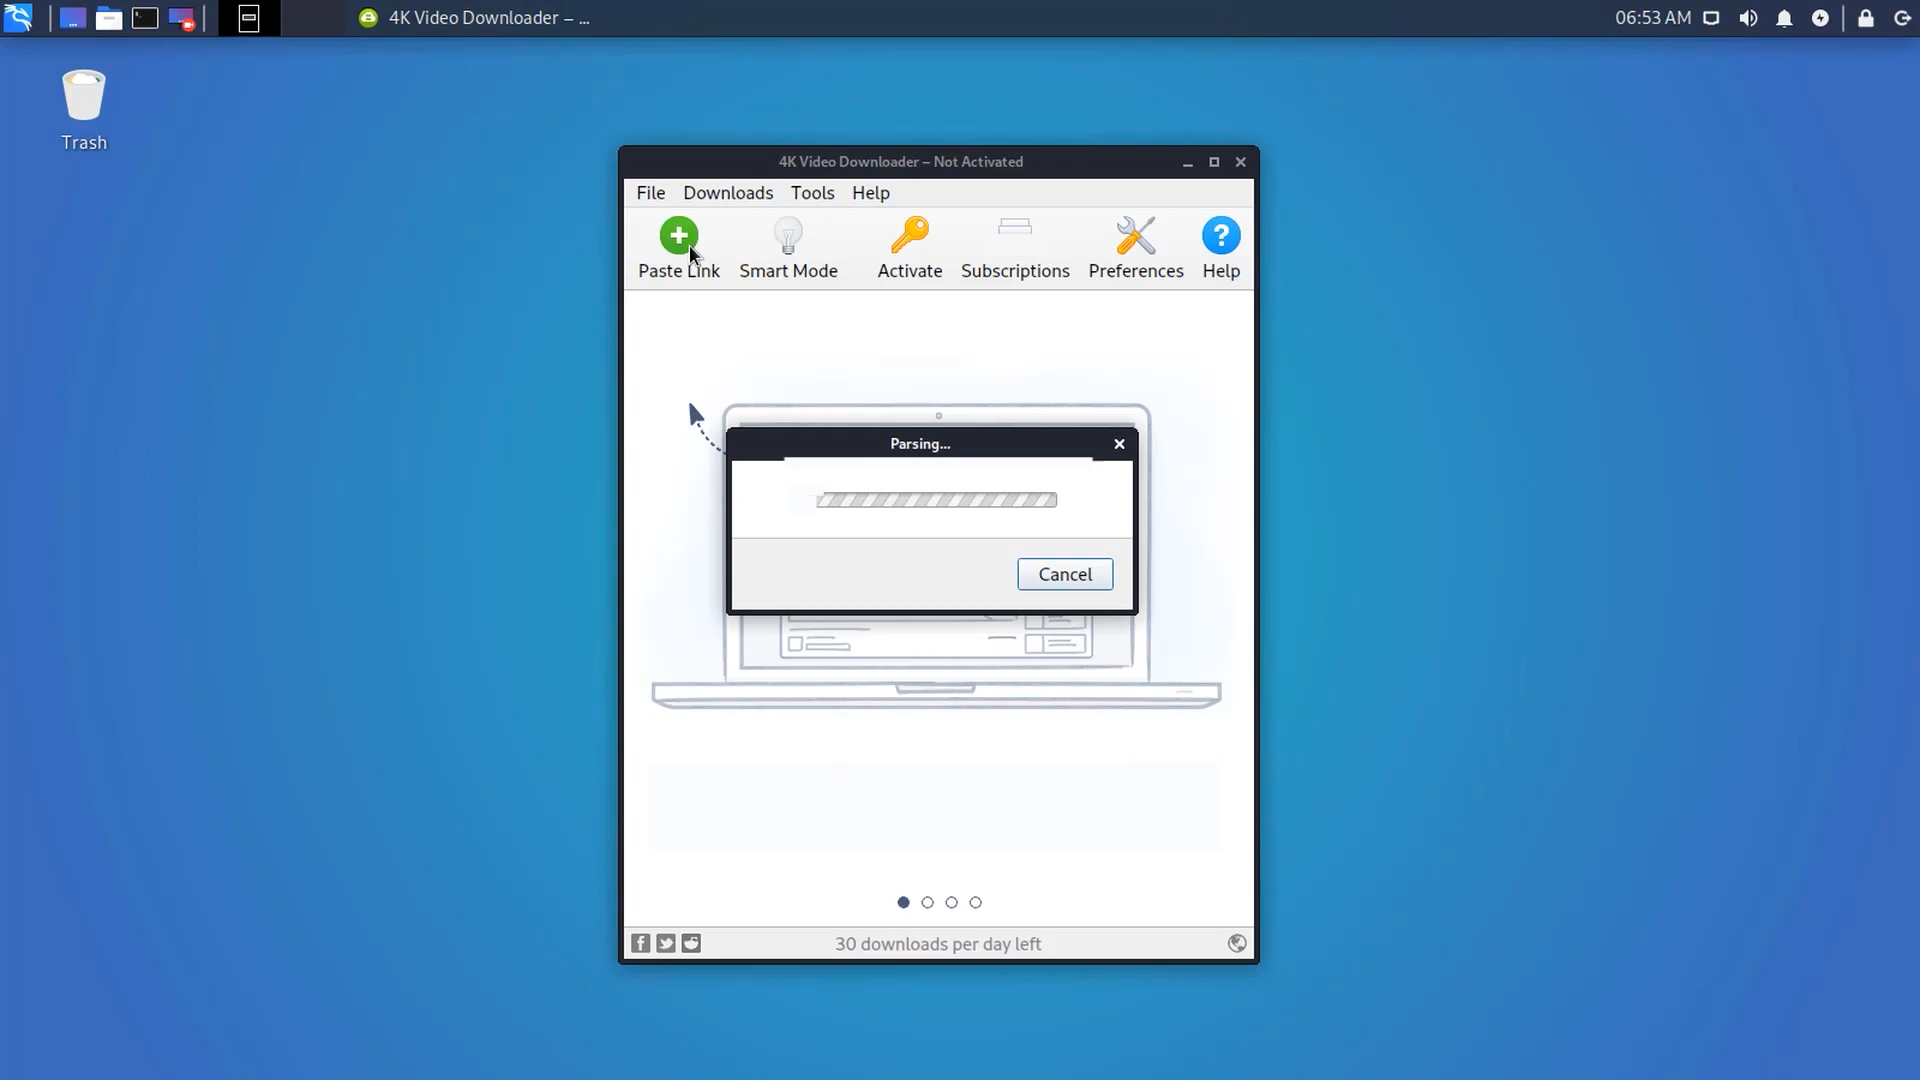 4K Video Downloader – ...
06:53 AM
Trash
4K Video Downloader – Not Activated
File Downloads Tools Help
Paste Link Smart Mode Activate Subscriptions Preferences Help
Parsing...
Cancel
30 downloads per day left